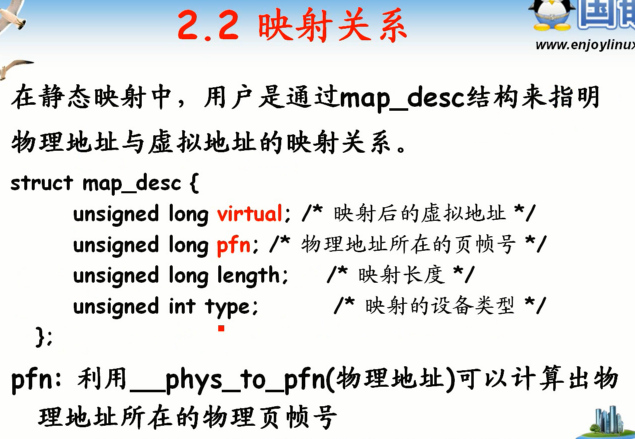 2.2 映射关系
国嵌
www.enjoylinux
在静态映射中，用户是通过map_desc结构来指明
物理地址与虚拟地址的映射关系。
struct map_desc {
unsigned long virtual; /* 映射后的虚拟地址 */
unsigned long pfn; /* 物理地址所在的页帧号 */
unsigned long length; /* 映射长度 */
unsigned int type; /* 映射的设备类型 */
};
pfn: 利用__phys_to_pfn(物理地址)可以计算出物
理地址所在的物理页帧号